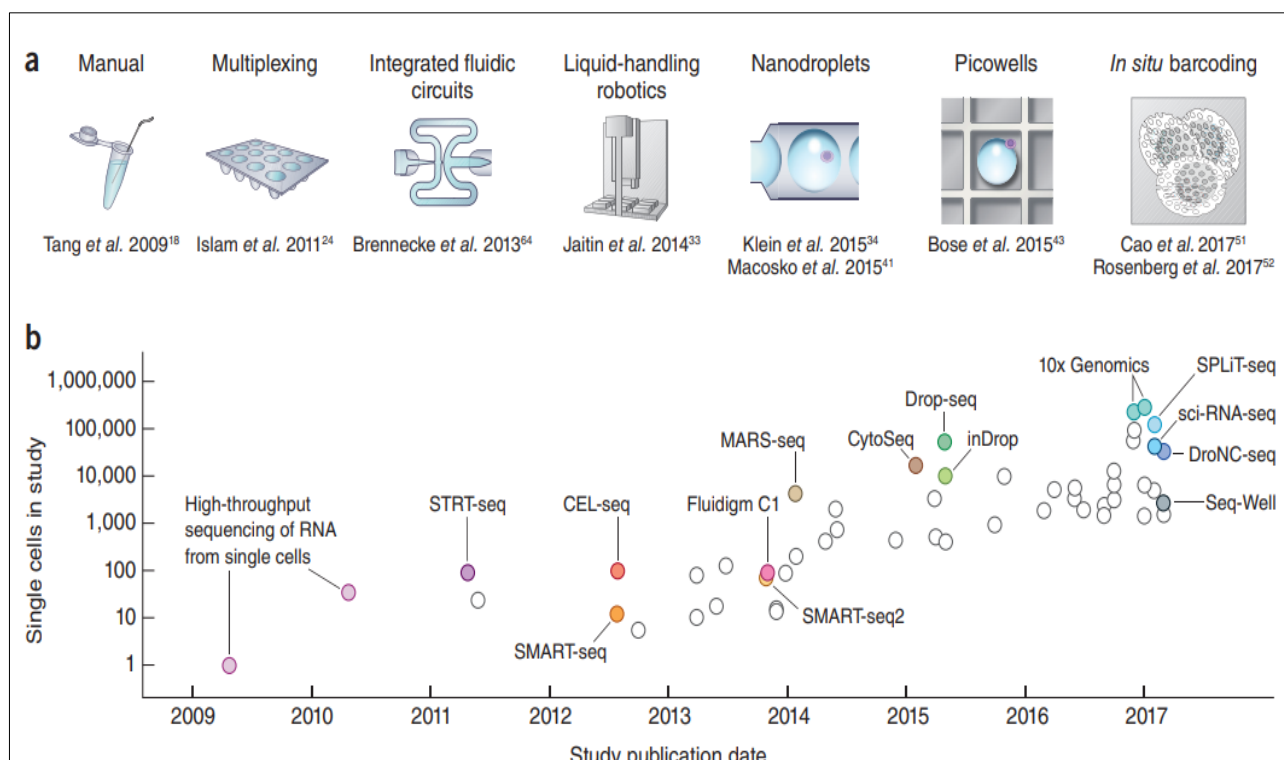 a
Manual
Multiplexing
Integrated fluidic
circuits
Liquid-handling
robotics
Nanodroplets
Picowells
In situ barcoding
Tang et al. 2009¹⁸
Islam et al. 2011²⁴
Brennecke et al. 2013⁶⁴
Jaitin et al. 2014³³
Klein et al. 2015³⁴
Macosko et al. 2015⁴¹
Bose et al. 2015⁴³
Cao et al. 2017⁵¹
Rosenberg et al. 2017⁵²
b
Single cells in study
1,000,000
100,000
10,000
1,000
100
10
1
High-throughput
sequencing of RNA
from single cells
STRT-seq
CEL-seq
SMART-seq
MARS-seq
Fluidigm C1
SMART-seq2
CytoSeq
Drop-seq
inDrop
10x Genomics
SPLiT-seq
sci-RNA-seq
DroNC-seq
Seq-Well
2009
2010
2011
2012
2013
2014
2015
2016
2017
Study publication date